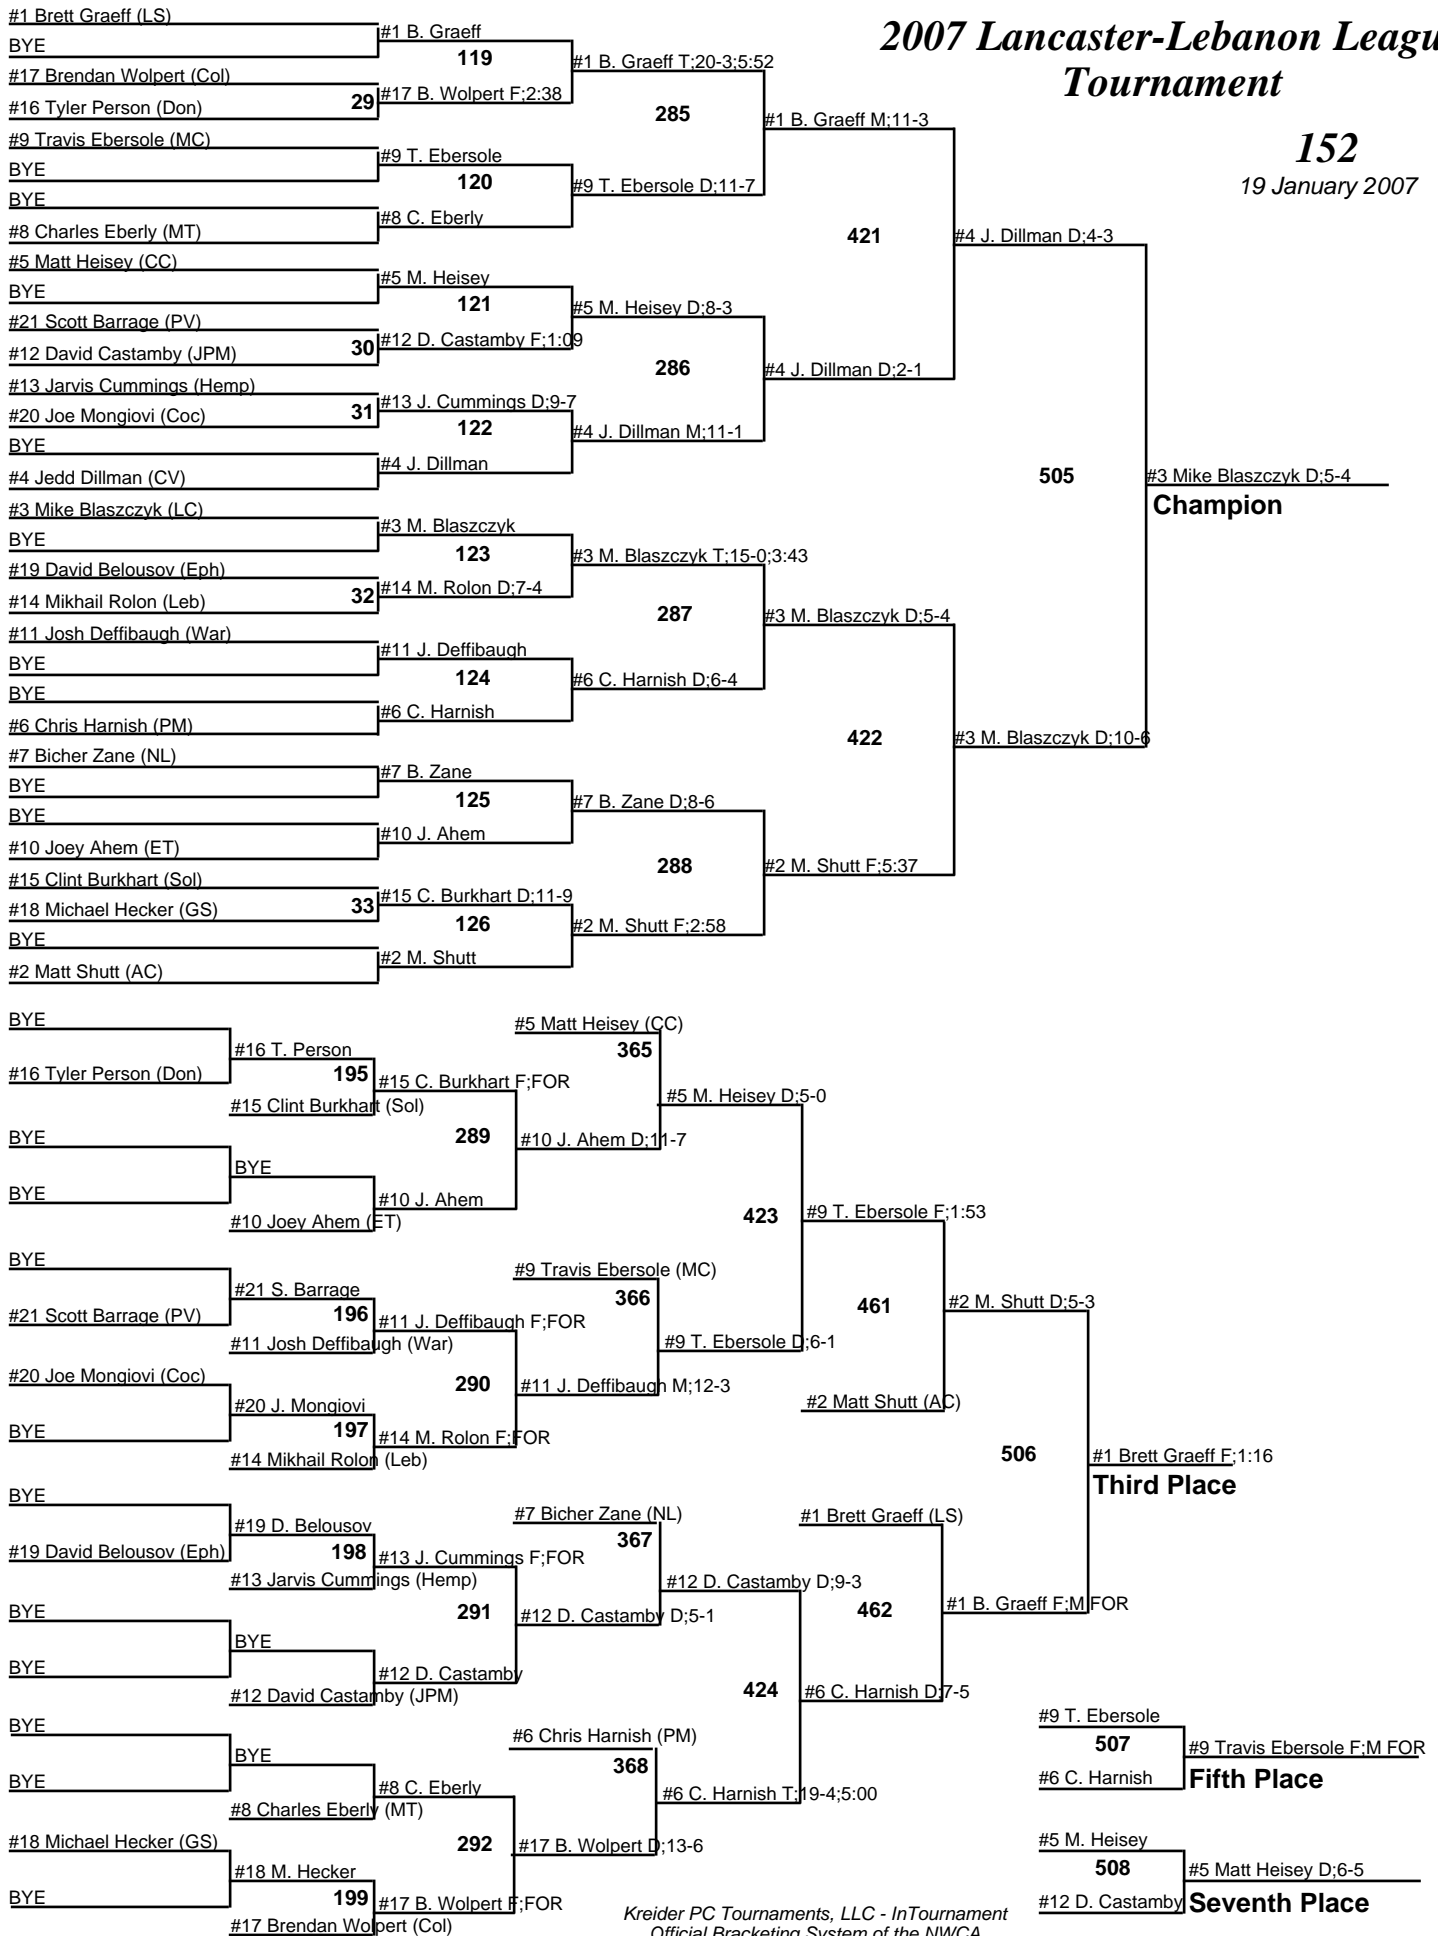 2007 Lancaster-Lebanon Leagu
Tournament
152
19 January 2007
#1 Brett Graeff (LS)
BYE
#17 Brendan Wolpert (Col)
#16 Tyler Person (Don)
#9 Travis Ebersole (MC)
BYE
BYE
#8 Charles Eberly (MT)
#5 Matt Heisey (CC)
BYE
#21 Scott Barrage (PV)
#12 David Castamby (JPM)
#13 Jarvis Cummings (Hemp)
#20 Joe Mongiovi (Coc)
BYE
#4 Jedd Dillman (CV)
#3 Mike Blaszczyk (LC)
BYE
#19 David Belousov (Eph)
#14 Mikhail Rolon (Leb)
#11 Josh Deffibaugh (War)
BYE
BYE
#6 Chris Harnish (PM)
#7 Bicher Zane (NL)
BYE
BYE
#10 Joey Ahem (ET)
#15 Clint Burkhart (Sol)
#18 Michael Hecker (GS)
BYE
#2 Matt Shutt (AC)
29
30
31
32
33
#1 B. Graeff
119
#17 B. Wolpert F;2:38
#9 T. Ebersole
120
#8 C. Eberly
#5 M. Heisey
121
#12 D. Castamby F;1:09
#13 J. Cummings D;9-7
122
#4 J. Dillman
#3 M. Blaszczyk
123
#14 M. Rolon D;7-4
#11 J. Deffibaugh
124
#6 C. Harnish
#7 B. Zane
125
#10 J. Ahem
#15 C. Burkhart D;11-9
126
#2 M. Shutt
#1 B. Graeff T;20-3;5:52
285
#9 T. Ebersole D;11-7
#5 M. Heisey D;8-3
286
#4 J. Dillman M;11-1
#3 M. Blaszczyk T;15-0;3:43
287
#6 C. Harnish D;6-4
#7 B. Zane D;8-6
288
#2 M. Shutt F;2:58
#1 B. Graeff M;11-3
421
#4 J. Dillman D;2-1
#3 M. Blaszczyk D;5-4
422
#2 M. Shutt F;5:37
#4 J. Dillman D;4-3
505
#3 M. Blaszczyk D;10-6
#3 Mike Blaszczyk D;5-4
Champion
BYE
#16 Tyler Person (Don)
BYE
BYE
BYE
#21 Scott Barrage (PV)
#20 Joe Mongiovi (Coc)
BYE
BYE
#19 David Belousov (Eph)
BYE
BYE
BYE
BYE
#18 Michael Hecker (GS)
BYE
#16 T. Person
195
#15 Clint Burkhart (Sol)
BYE
#10 Joey Ahem (ET)
#21 S. Barrage
196
#11 Josh Deffibaugh (War)
#20 J. Mongiovi
197
#14 Mikhail Rolon (Leb)
#19 D. Belousov
198
#13 Jarvis Cummings (Hemp)
BYE
#12 David Castamby (JPM)
BYE
#8 Charles Eberly (MT)
#18 M. Hecker
199
#17 Brendan Wolpert (Col)
#15 C. Burkhart F;FOR
289
#10 J. Ahem
#11 J. Deffibaugh F;FOR
290
#14 M. Rolon F;FOR
#13 J. Cummings F;FOR
291
#12 D. Castamby
#8 C. Eberly
292
#17 B. Wolpert F;FOR
#5 Matt Heisey (CC)
365
#10 J. Ahem D;11-7
#9 Travis Ebersole (MC)
366
#11 J. Deffibaugh M;12-3
#7 Bicher Zane (NL)
367
#12 D. Castamby D;5-1
#6 Chris Harnish (PM)
368
#17 B. Wolpert D;13-6
#5 M. Heisey D;5-0
423
#9 T. Ebersole D;6-1
#12 D. Castamby D;9-3
424
#6 C. Harnish T;19-4;5:00
#9 T. Ebersole F;1:53
461
#2 Matt Shutt (AC)
#1 Brett Graeff (LS)
462
#6 C. Harnish D;7-5
#2 M. Shutt D;5-3
506
#1 B. Graeff F;M FOR
#1 Brett Graeff F;1:16
Third Place
#9 T. Ebersole
507
#6 C. Harnish
#9 Travis Ebersole F;M FOR
Fifth Place
#5 M. Heisey
508
#12 D. Castamby
#5 Matt Heisey D;6-5
Seventh Place
Kreider PC Tournaments, LLC - InTournament
Official Bracketing System of the NWCA